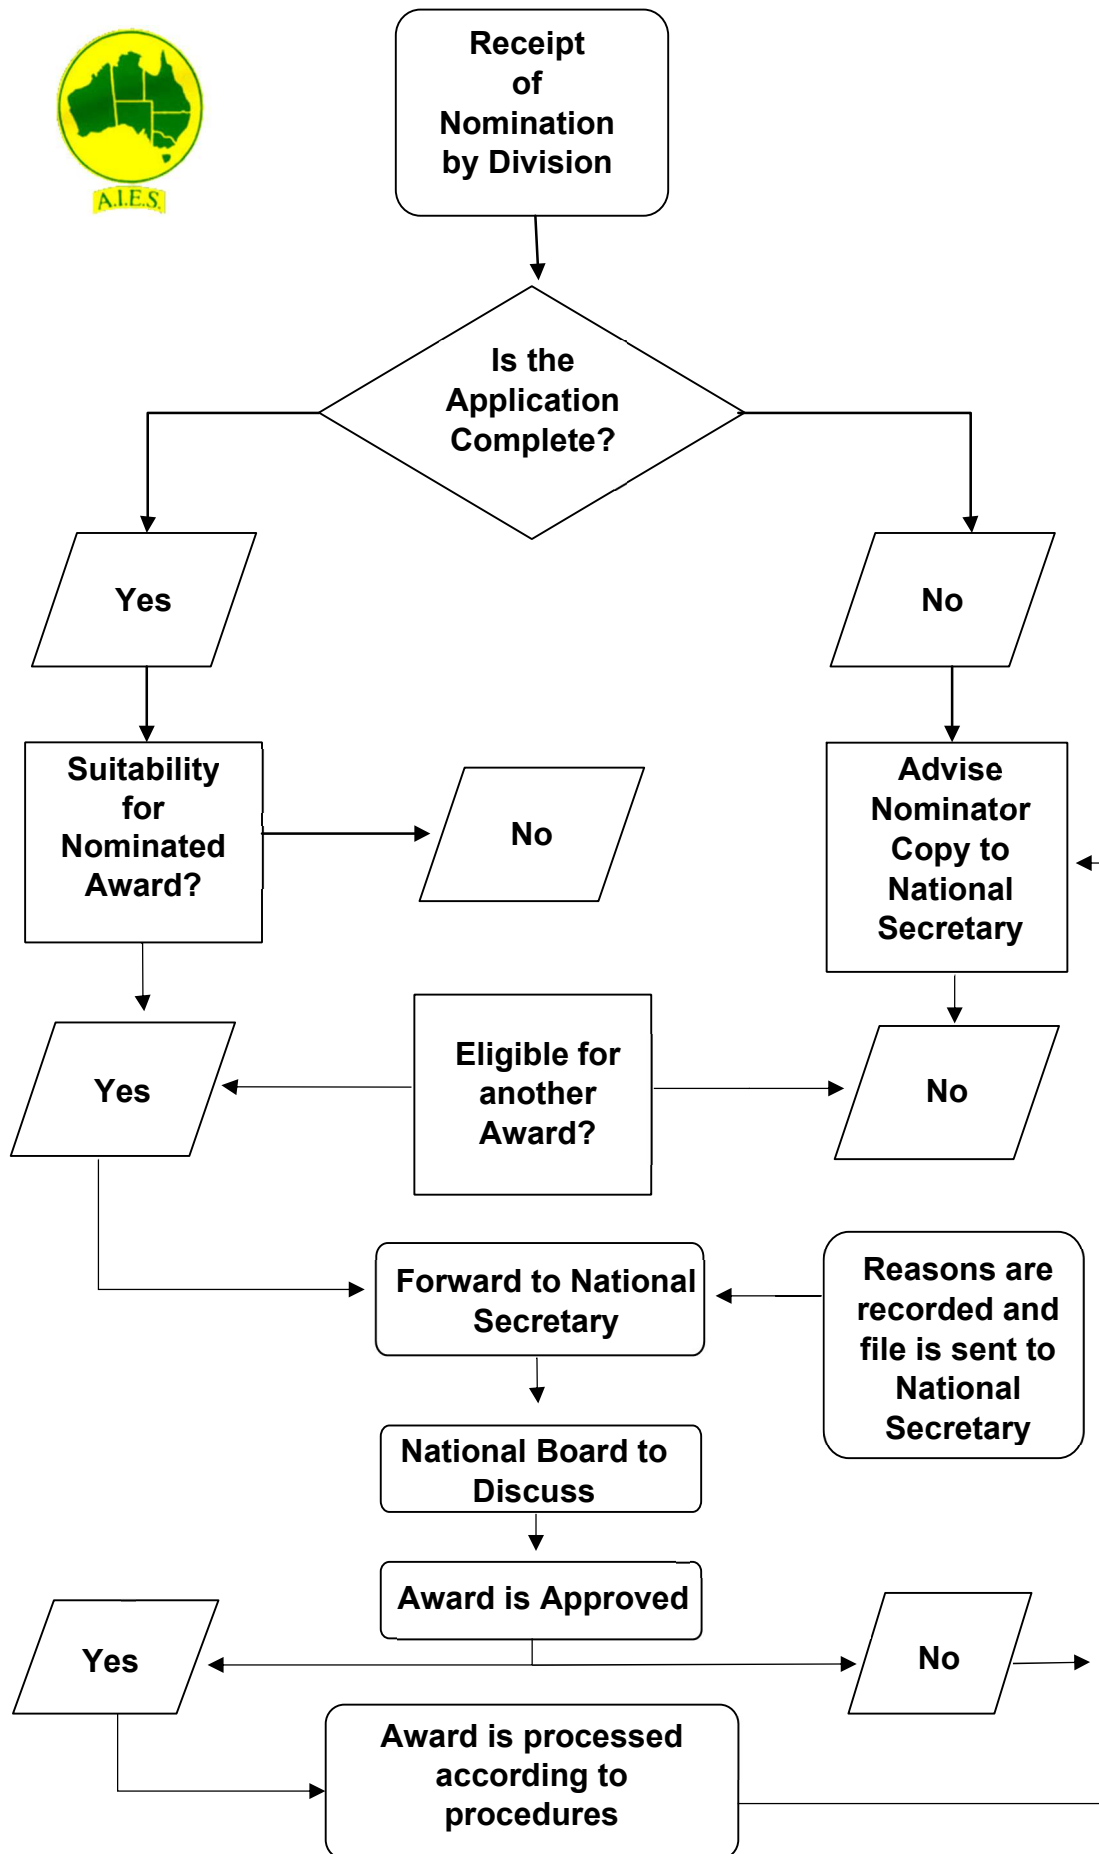 A.I.E.S.
Receipt
of
Nomination
by Division
Is the
Application
Complete?
Yes
No
Suitability
for
Nominated
Award?
No
Advise
Nominator
Copy to
National
Secretary
Yes
Eligible for
another
Award?
No
Forward to National
Secretary
Reasons are
recorded and
file is sent to
National
Secretary
National Board to
Discuss
Award is Approved
Yes
No
Award is processed
according to
procedures